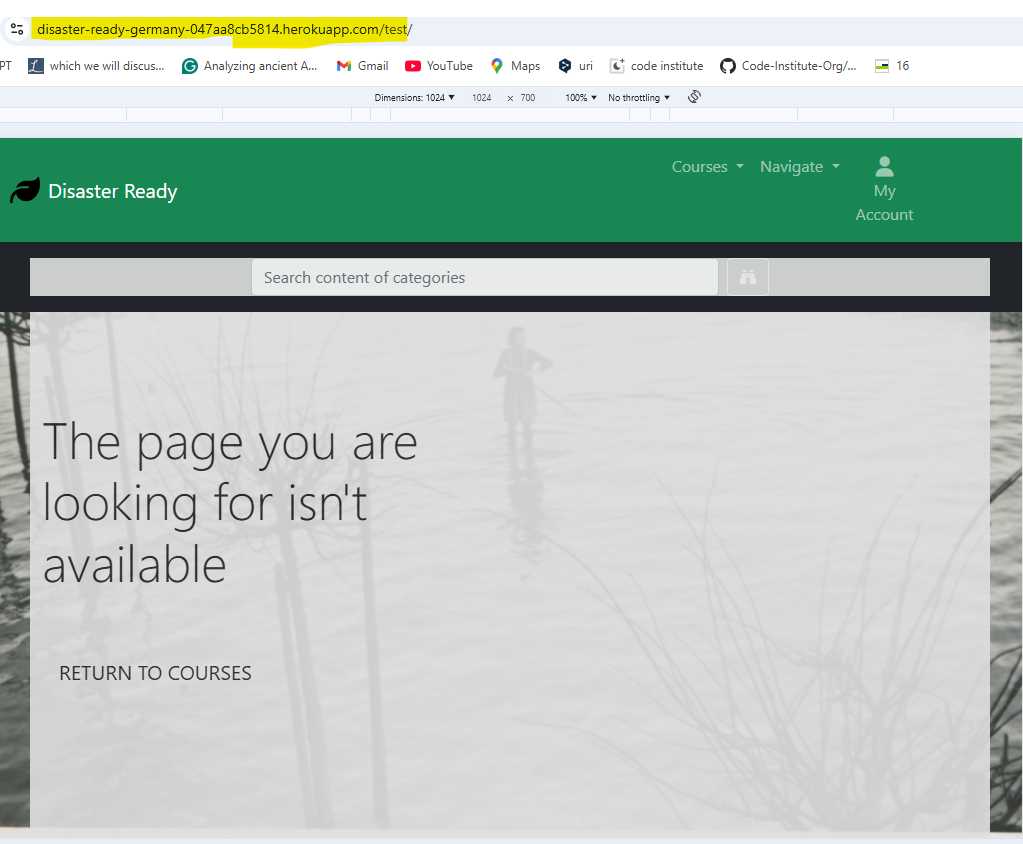 disaster-ready-germany-047aa8cb5814.herokuapp.com/test/
PT which we will discus... Analyzing ancient A... Gmail YouTube Maps uri code institute Code-Institute-Org/... 16
Dimensions: 1024 1024 × 700 100% No throttling
Courses Navigate
Disaster Ready
My
Account
Search content of categories
The page you are
looking for isn't
available
RETURN TO COURSES